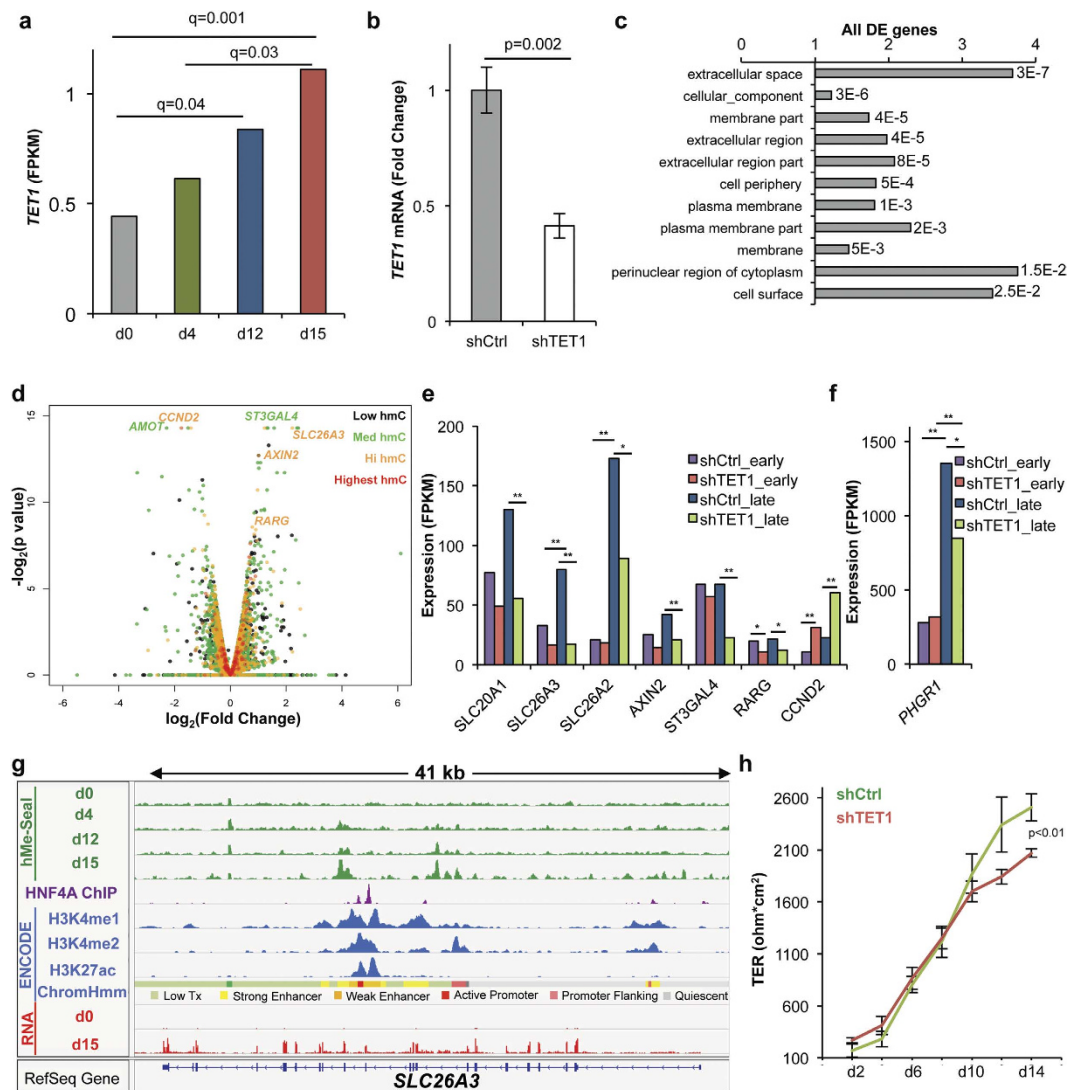 a
q=0.001
q=0.03
q=0.04
TET1 (FPKM)
1
0.5
0
d0 d4 d12 d15
b
p=0.002
TET1 mRNA (Fold Change)
1
0.5
0
shCtrl shTET1
c
All DE genes
0 1 2 3 4
extracellular space 3E-7
cellular_component 3E-6
membrane part 4E-5
extracellular region 4E-5
extracellular region part 8E-5
cell periphery 5E-4
plasma membrane 1E-3
plasma membrane part 2E-3
membrane 5E-3
perinuclear region of cytoplasm 1.5E-2
cell surface 2.5E-2
d
-log2(p value)
15
10
5
0
AMOT
CCND2
ST3GAL4
SLC26A3
AXIN2
RARG
Low hmC
Med hmC
Hi hmC
Highest hmC
-6 -4 -2 0 2 4 6
log2(Fold Change)
e
Expression (FPKM)
200
150
100
50
0
** ** ** ** * ** ** * * ** **
shCtrl_early
shTET1_early
shCtrl_late
shTET1_late
SLC20A1
SLC26A3
SLC26A2
AXIN2
ST3GAL4
RARG
CCND2
f
Expression (FPKM)
1500
1200
900
600
300
0
**
** *
shCtrl_early
shTET1_early
shCtrl_late
shTET1_late
PHGR1
g
41 kb
hMe-Seal
d0
d4
d12
d15
HNF4A ChIP
ENCODE
H3K4me1
H3K4me2
H3K27ac
ChromHmm
Low Tx Strong Enhancer Weak Enhancer Active Promoter Promoter Flanking Quiescent
RNA
d0
d15
RefSeq Gene
SLC26A3
h
shCtrl
shTET1
p<0.01
TER (ohm*cm2)
2600
2100
1600
1100
600
100
d2 d6 d10 d14